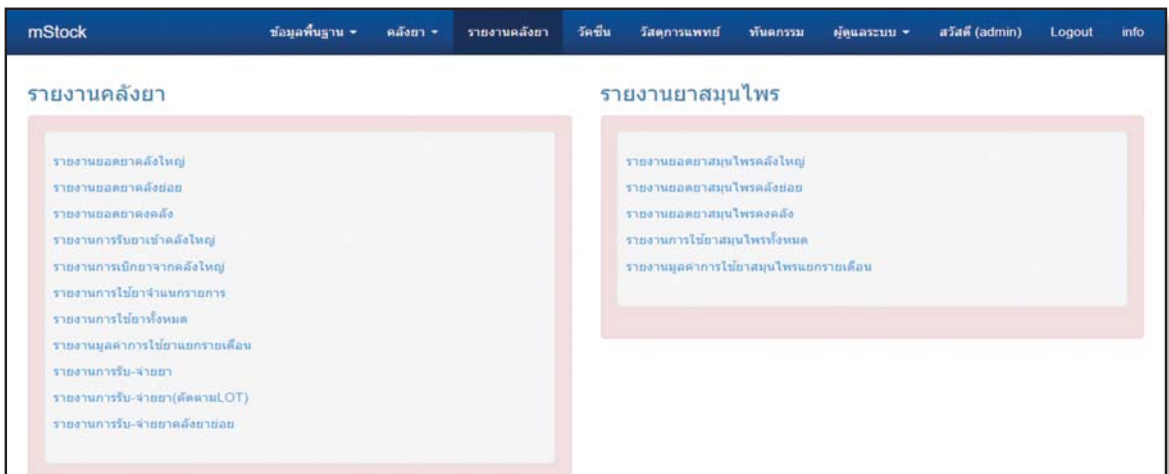 mStock ข้อมูลพื้นฐาน คลังยา รายงานคลังยา วัคซีน วัสดุการแพทย์ ทันตกรรม ผู้ดูแลระบบ สวัสดี (admin) Logout info
รายงานคลังยา
รายงานยอดยาคลังใหญ่
รายงานยอดยาคลังย่อย
รายงานยอดยาคงคลัง
รายงานการรับยาเข้าคลังใหญ่
รายงานการเบิกยาจากคลังใหญ่
รายงานการใช้ยาจำแนกรายการ
รายงานการใช้ยาทั้งหมด
รายงานมูลค่าการใช้ยาแยกรายเดือน
รายงานการรับ-จ่ายยา
รายงานการรับ-จ่ายยา(ตัดตามLOT)
รายงานการรับ-จ่ายยาคลังยาย่อย
รายงานยาสมุนไพร
รายงานยอดยาสมุนไพรคลังใหญ่
รายงานยอดยาสมุนไพรคลังย่อย
รายงานยอดยาสมุนไพรคงคลัง
รายงานการใช้ยาสมุนไพรทั้งหมด
รายงานมูลค่าการใช้ยาสมุนไพรแยกรายเดือน